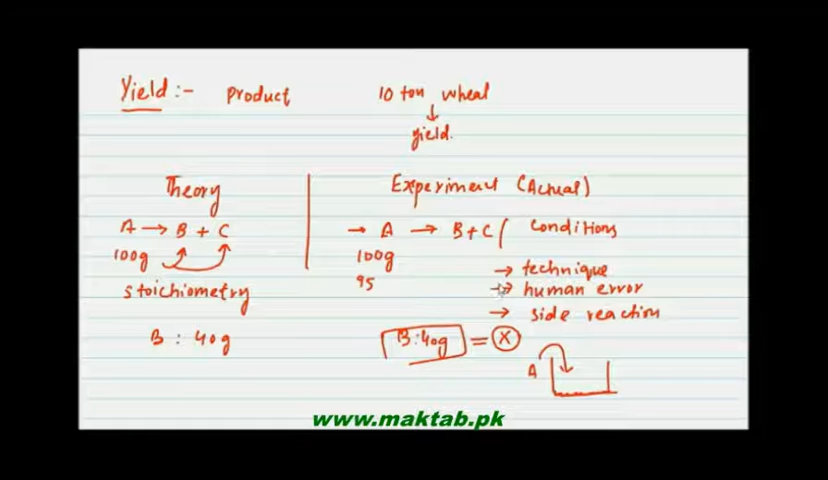 Yield :- product 10 ton wheat
yield.
Theory Experiment (Actual)
A → B + C → A → B + C Conditions
100g 100g → technique
95 → human error
Stoichiometry → side reaction
B : 40g B : 40g = X
A
www.maktab.pk